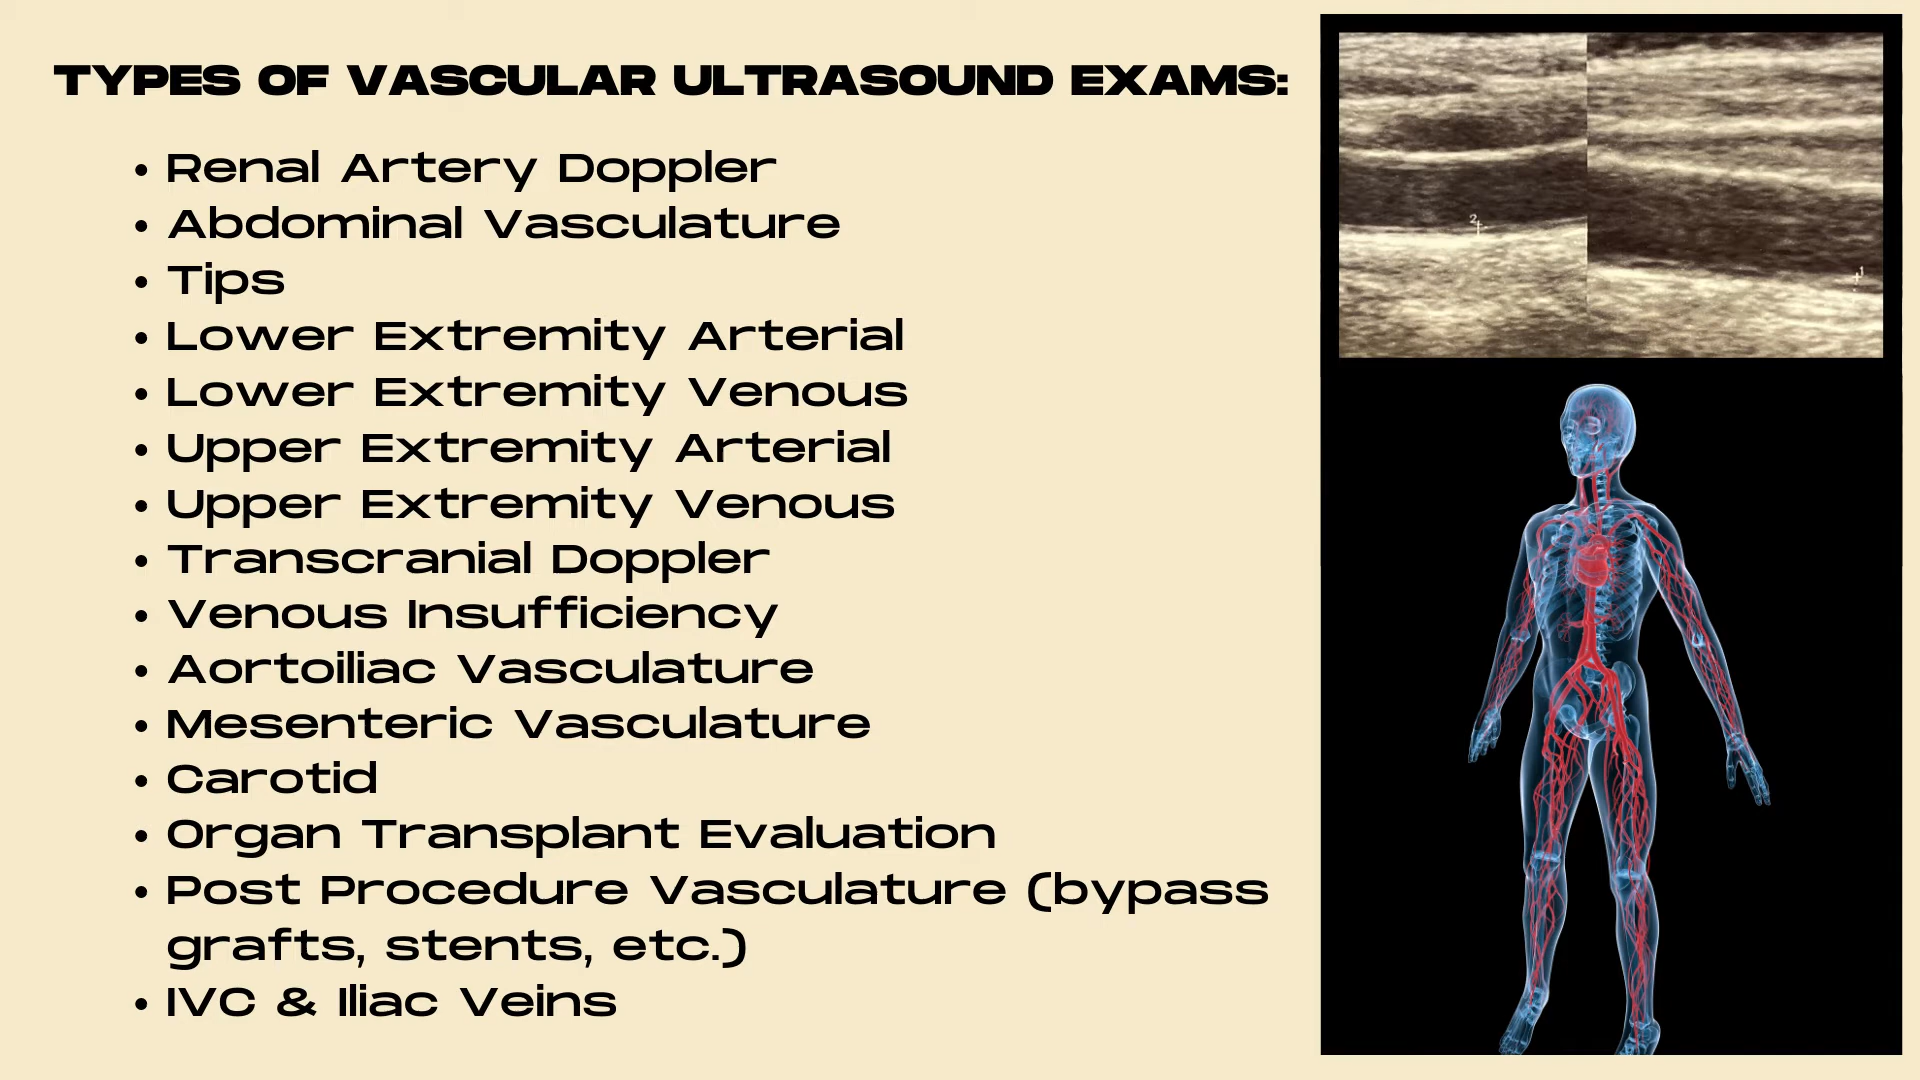 TYPES OF VASCULAR ULTRASOUND EXAMS:
• Renal Artery Doppler
• Abdominal Vasculature
• Tips
• Lower Extremity Arterial
• Lower Extremity Venous
• Upper Extremity Arterial
• Upper Extremity Venous
• Transcranial Doppler
• Venous Insufficiency
• Aortoiliac Vasculature
• Mesenteric Vasculature
• Carotid
• Organ Transplant Evaluation
• Post Procedure Vasculature (bypass
grafts, stents, etc.)
• IVC & Iliac Veins
2
1